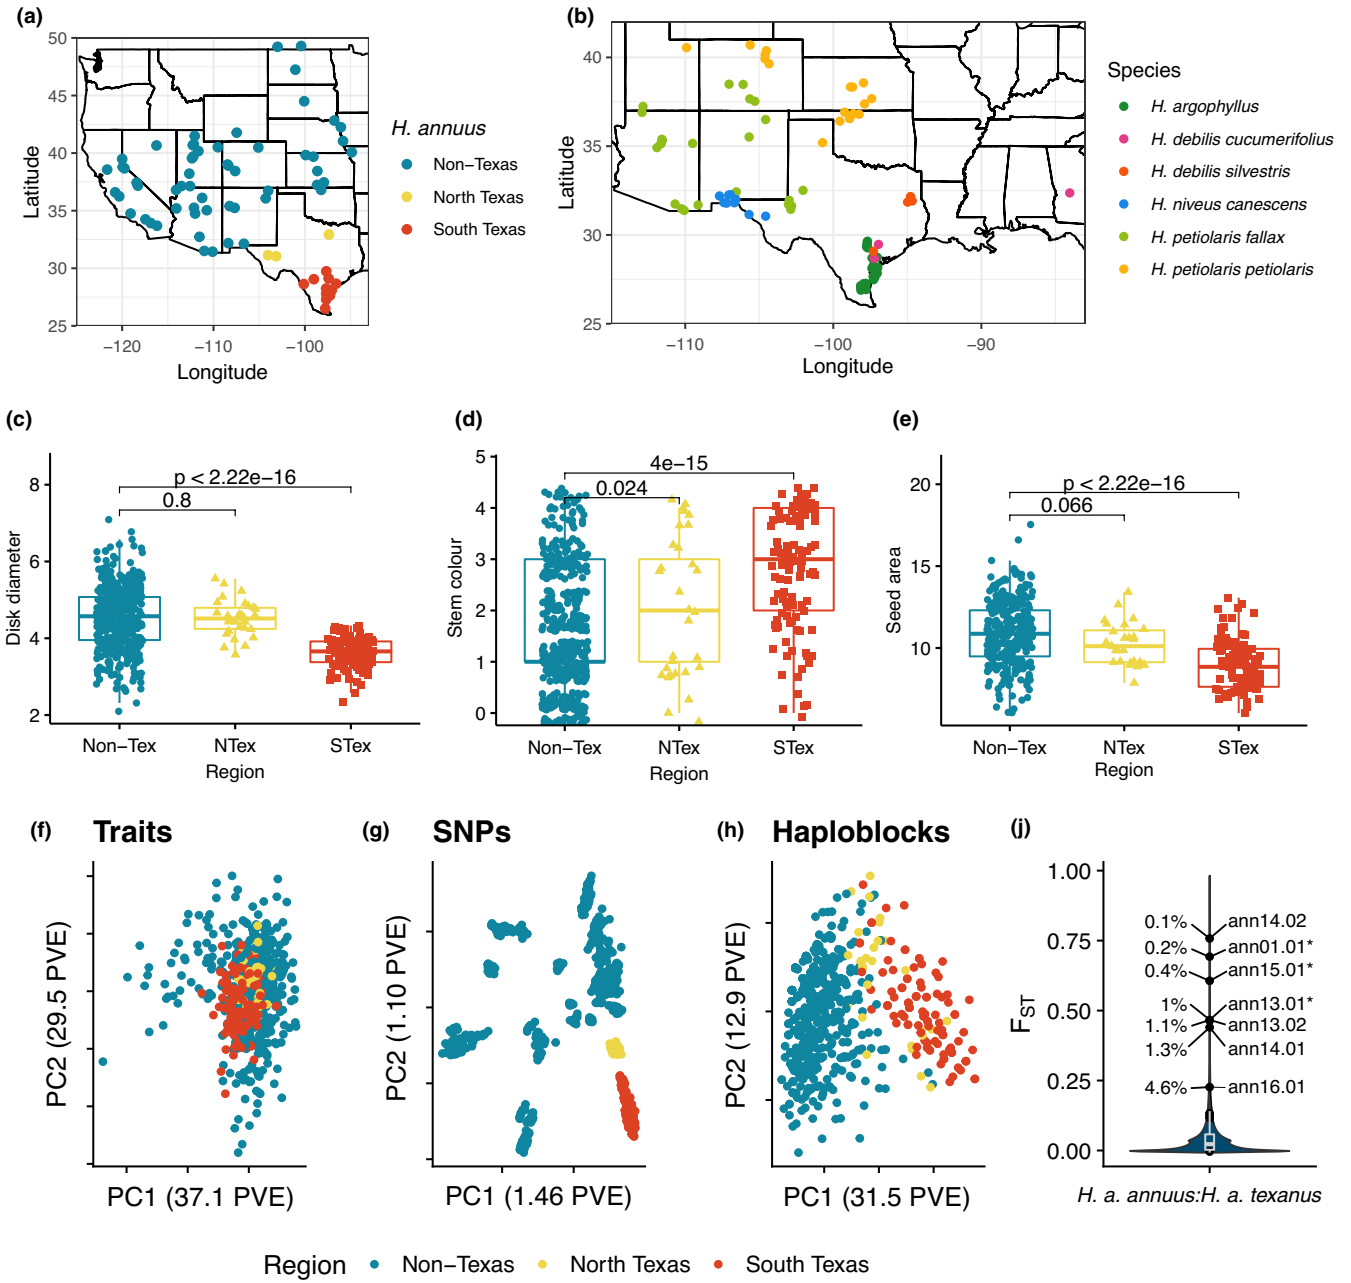 (a)
50
45
40
35
30
25
Latitude
−120
−110
−100
Longitude
H. annuus
Non−Texas
North Texas
South Texas
(b)
40
35
30
25
Latitude
−110
−100
−90
Longitude
Species
H. argophyllus
H. debilis cucumerifolius
H. debilis silvestris
H. niveus canescens
H. petiolaris fallax
H. petiolaris petiolaris
(c)
8
6
4
2
Disk diameter
p < 2.22e−16
0.8
Non−Tex
NTex
STex
Region
(d)
5
4
3
2
1
0
Stem colour
4e−15
0.024
Non−Tex
NTex
STex
Region
(e)
20
15
10
Seed area
p < 2.22e−16
0.066
Non−Tex
NTex
STex
Region
(f)
Traits
PC2 (29.5 PVE)
PC1 (37.1 PVE)
(g)
SNPs
PC2 (1.10 PVE)
PC1 (1.46 PVE)
(h)
Haploblocks
PC2 (12.9 PVE)
PC1 (31.5 PVE)
(j)
1.00
0.75
0.50
0.25
0.00
FST
0.1% ann14.02
0.2% ann01.01*
0.4% ann15.01*
1% ann13.01*
1.1% ann13.02
1.3% ann14.01
4.6% ann16.01
H. a. annuus:H. a. texanus
Region
Non−Texas
North Texas
South Texas